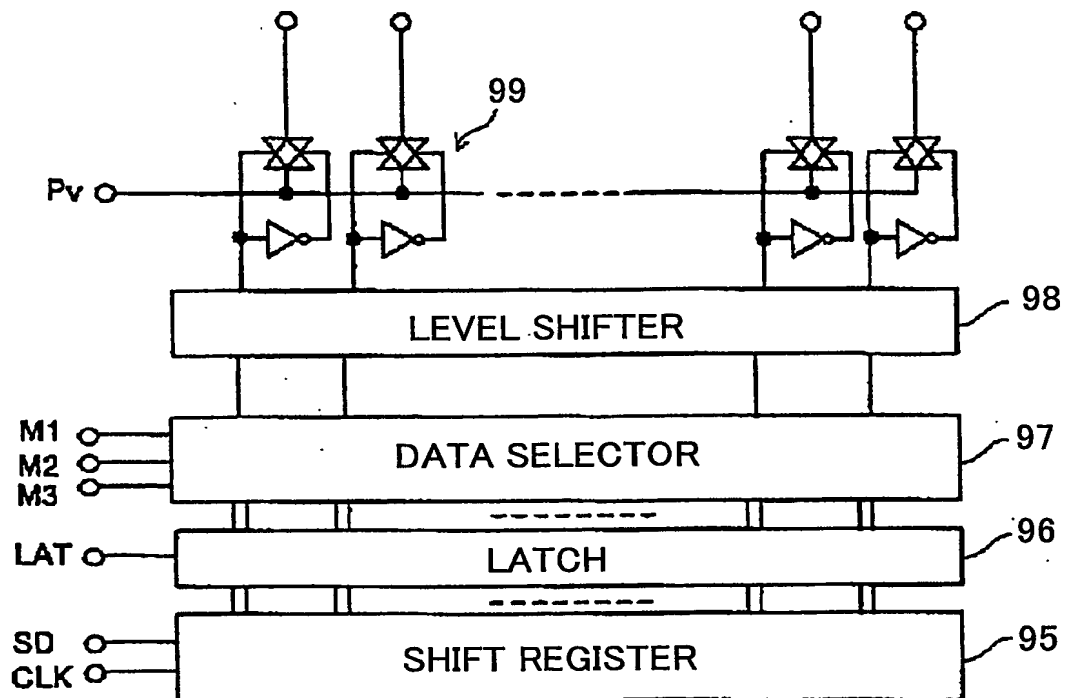 99
Pv
LEVEL SHIFTER
98
M1
M2
M3
DATA SELECTOR
97
LAT
LATCH
96
SD
CLK
SHIFT REGISTER
95